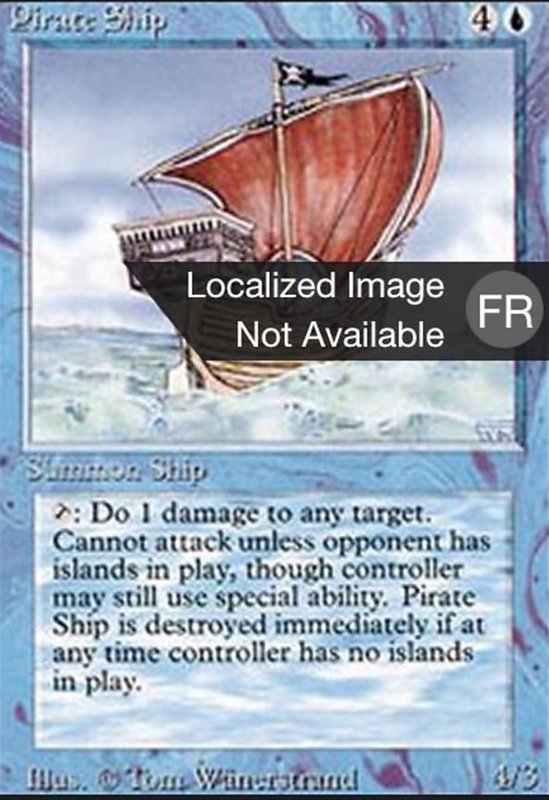 Pirate Ship 4
Localized Image
Not Available
FR
Summon Ship
: Do 1 damage to any target.
Cannot attack unless opponent has
islands in play, though controller
may still use special ability. Pirate
Ship is destroyed immediately if at
any time controller has no islands
in play.
Illus. © Tom Wänerstrand 4/3